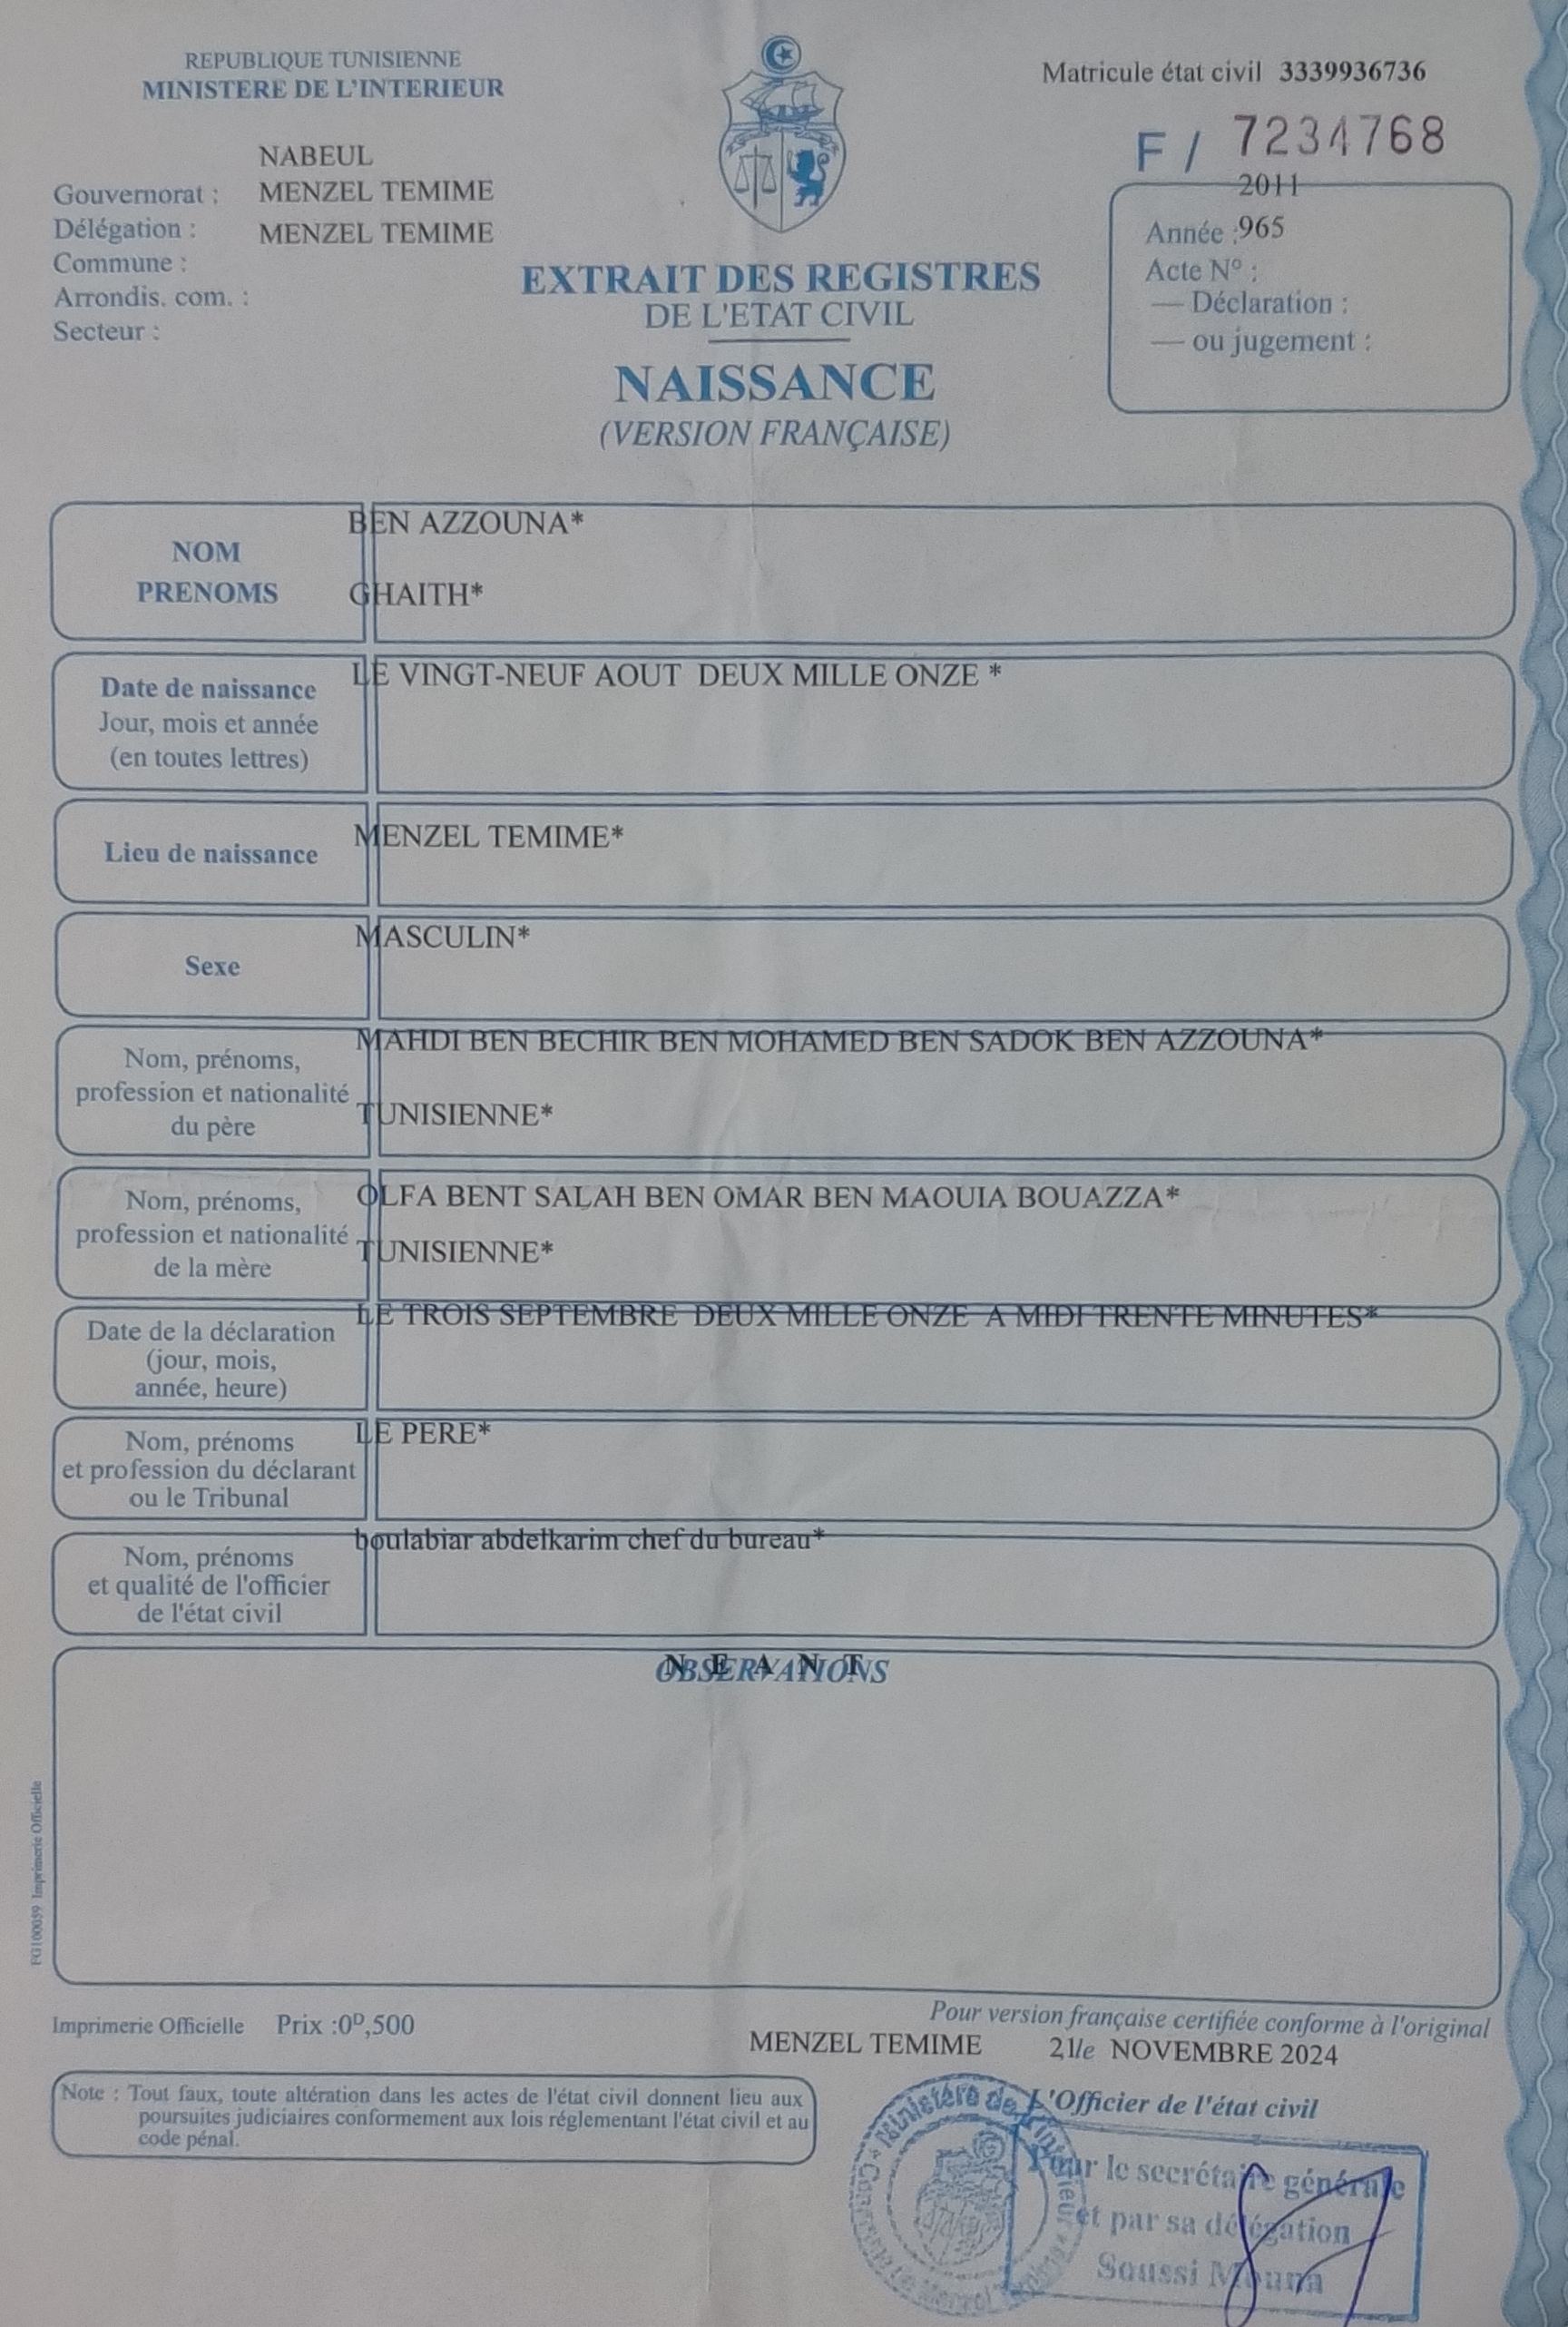 REPUBLIQUE TUNISIENNE
MINISTERE DE L'INTERIEUR
NABEUL
Gouvernorat : MENZEL TEMIME
Délégation : MENZEL TEMIME
Commune :
Arrondis. com. :
Secteur :
EXTRAIT DES REGISTRES
DE L'ETAT CIVIL
NAISSANCE
(VERSION FRANÇAISE)
Matricule état civil 3339936736
F / 7234768
2011
Année :965
Acte N° :
— Déclaration :
— ou jugement :
NOM
PRENOMS
BEN AZZOUNA*
GHAITH*
Date de naissance
Jour, mois et année
(en toutes lettres)
LE VINGT-NEUF AOUT DEUX MILLE ONZE *
Lieu de naissance
MENZEL TEMIME*
Sexe
MASCULIN*
Nom, prénoms,
profession et nationalité
du père
MAHDI BEN BECHIR BEN MOHAMED BEN SADOK BEN AZZOUNA*
TUNISIENNE*
Nom, prénoms,
profession et nationalité
de la mère
OLFA BENT SALAH BEN OMAR BEN MAOUIA BOUAZZA*
TUNISIENNE*
Date de la déclaration
(jour, mois,
année, heure)
LE TROIS SEPTEMBRE DEUX MILLE ONZE A MIDI TRENTE MINUTES*
Nom, prénoms
et profession du déclarant
ou le Tribunal
LE PERE*
Nom, prénoms
et qualité de l'officier
de l'état civil
boulabiar abdelkarim chef du bureau*
OBSERVATIONS
N E A N T
FG100059 Imprimerie Officielle
Imprimerie Officielle Prix :0D,500
Pour version française certifiée conforme à l'original
MENZEL TEMIME 21le NOVEMBRE 2024
Note : Tout faux, toute altération dans les actes de l'état civil donnent lieu aux
poursuites judiciaires conformement aux lois réglementant l'état civil et au
code pénal.
L'Officier de l'état civil
Ministère de l'intérieur
Pour le secrétaire générale
et par sa délégation
Soussi Mouna